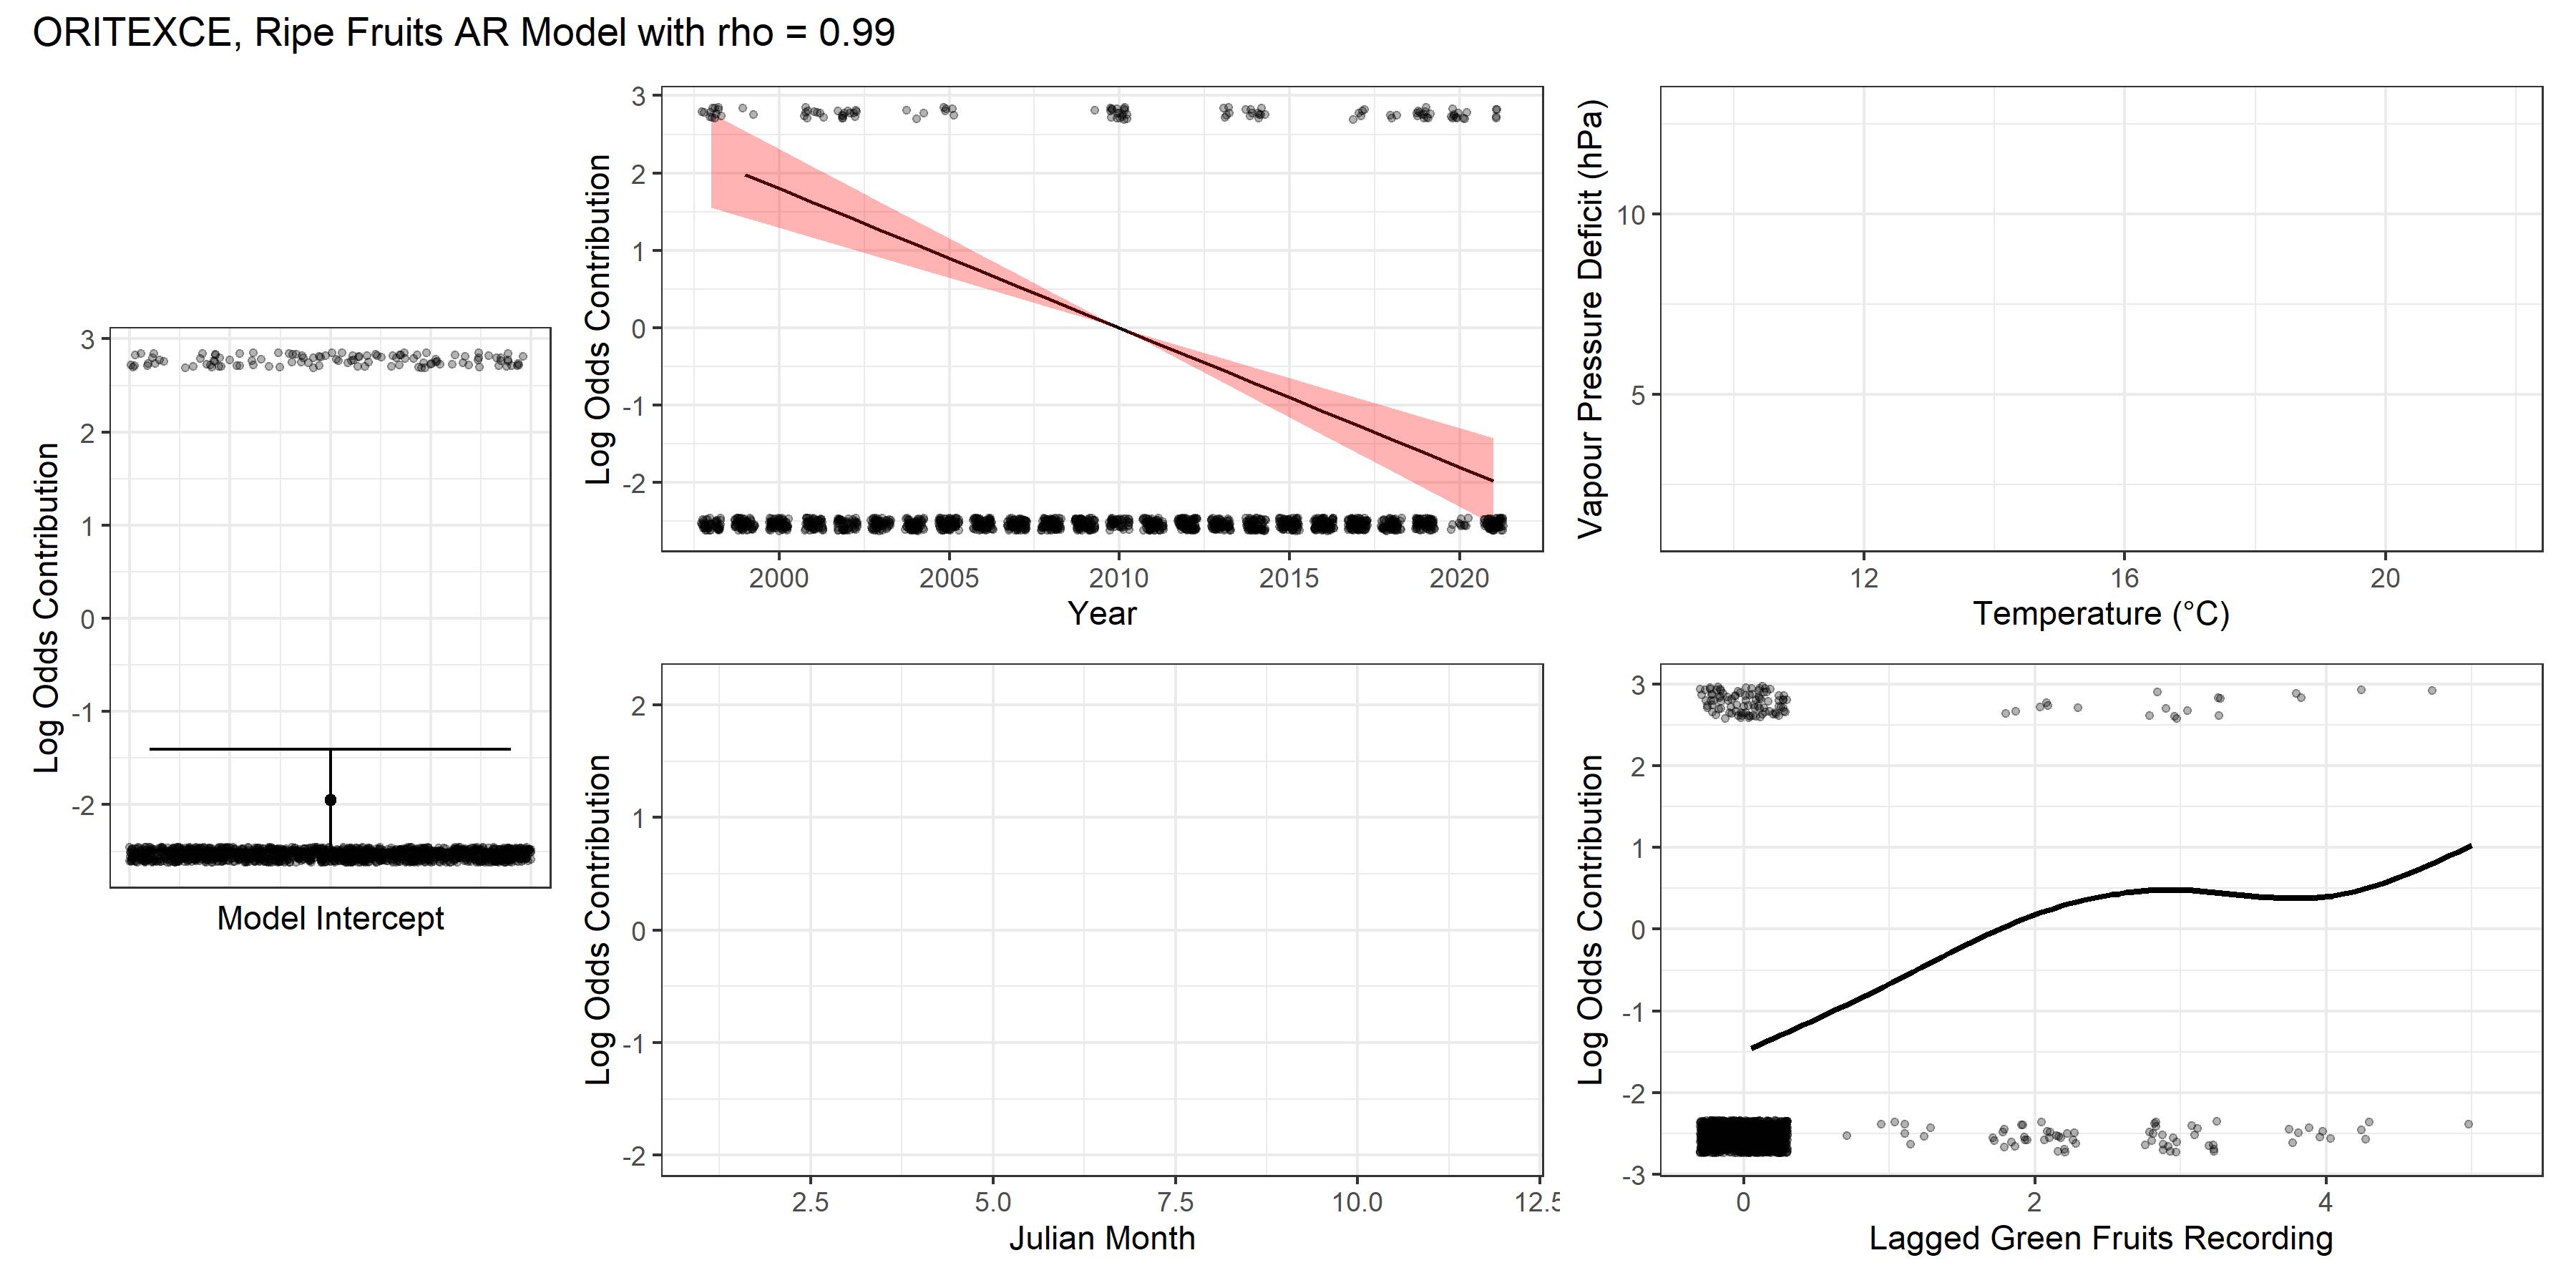 ORITEXCE, Ripe Fruits AR Model with rho = 0.99
Log Odds Contribution
3
2
1
0
-1
-2
Model Intercept
Log Odds Contribution
3
2
1
0
-1
-2
2000 2005 2010 2015 2020
Year
Vapour Pressure Deficit (hPa)
10
5
12 16 20
Temperature (°C)
Log Odds Contribution
2
1
0
-1
-2
2.5 5.0 7.5 10.0 12.5
Julian Month
Log Odds Contribution
3
2
1
0
-1
-2
-3
0 2 4
Lagged Green Fruits Recording